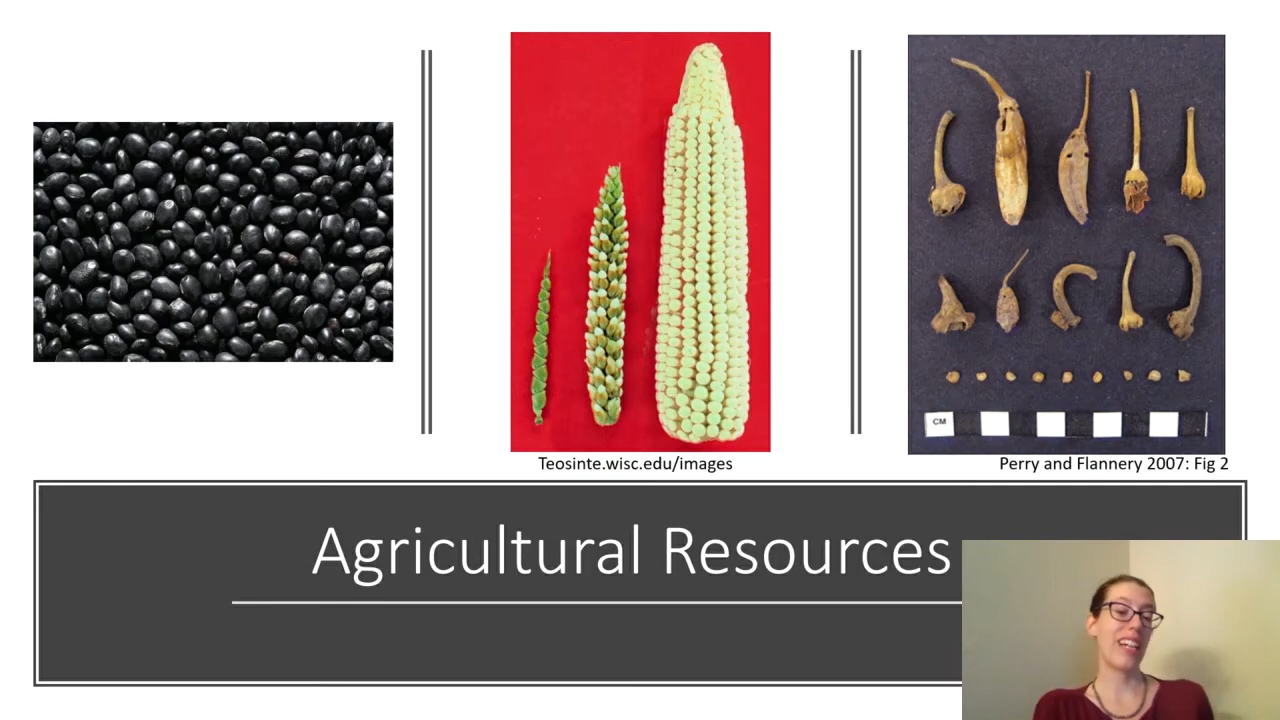 CM
Teosinte.wisc.edu/images
Perry and Flannery 2007: Fig 2
Agricultural Resources